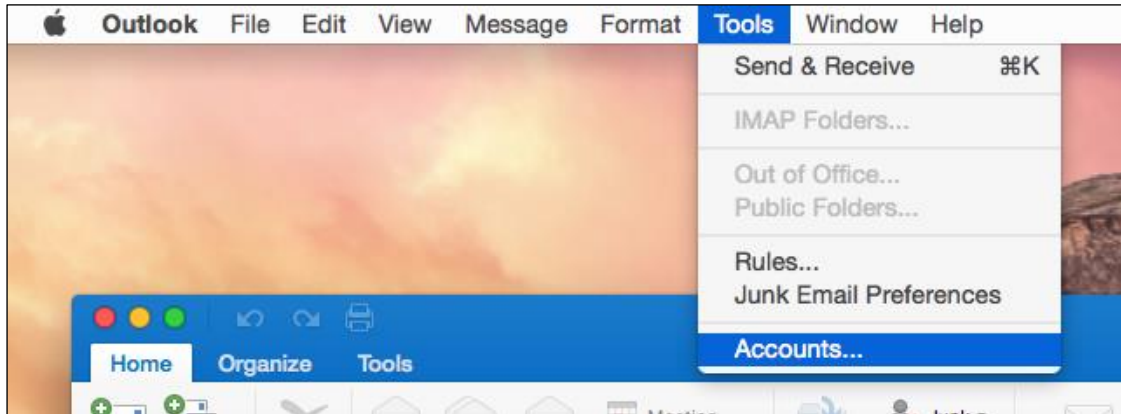 Outlook File Edit View Message Format Tools Window Help
Send & Receive ⌘K
IMAP Folders...
Out of Office...
Public Folders...
Rules...
Junk Email Preferences
Accounts...
Home Organize Tools